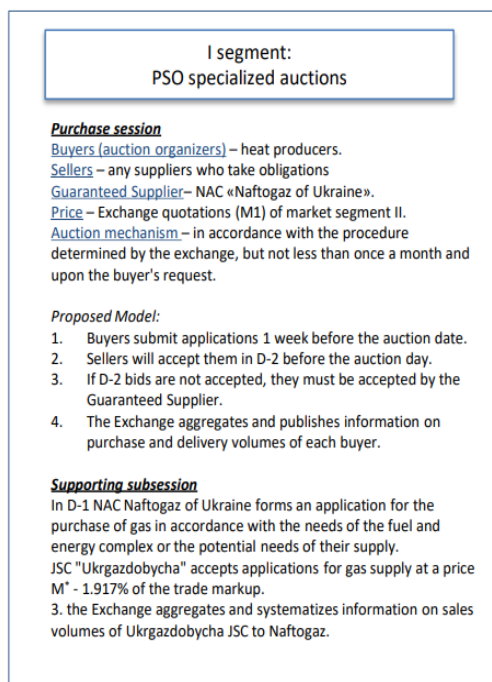 I segment:
PSO specialized auctions
Purchase session
Buyers (auction organizers) – heat producers.
Sellers – any suppliers who take obligations
Guaranteed Supplier– NAC «Naftogaz of Ukraine».
Price – Exchange quotations (M1) of market segment II.
Auction mechanism – in accordance with the procedure
determined by the exchange, but not less than once a month and
upon the buyer's request.
Proposed Model:
1. Buyers submit applications 1 week before the auction date.
2. Sellers will accept them in D-2 before the auction day.
3. If D-2 bids are not accepted, they must be accepted by the
Guaranteed Supplier.
4. The Exchange aggregates and publishes information on
purchase and delivery volumes of each buyer.
Supporting subsession
In D-1 NAC Naftogaz of Ukraine forms an application for the
purchase of gas in accordance with the needs of the fuel and
energy complex or the potential needs of their supply.
JSC "Ukrgazdobycha" accepts applications for gas supply at a price
M* - 1.917% of the trade markup.
3. the Exchange aggregates and systematizes information on sales
volumes of Ukrgazdobycha JSC to Naftogaz.